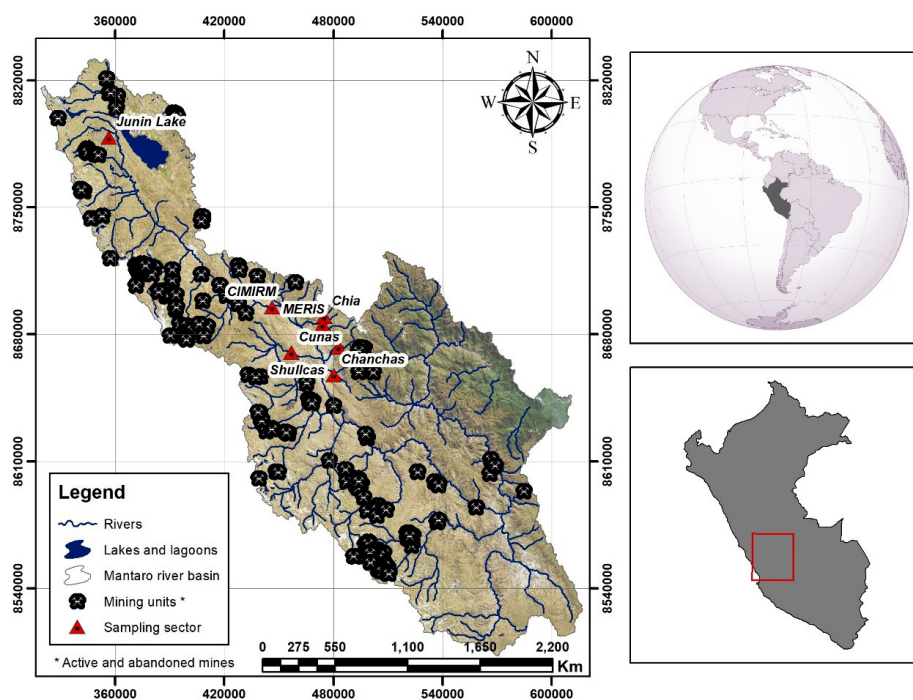 360000 420000 480000 540000 600000
8820000 8820000
8750000 8750000
8680000 8680000
8610000 8610000
8540000 8540000
N
W E
S
Junin Lake
CIMIRM
MERIS
Chia
Cunas
Chanchas
Shullcas
Legend
Rivers
Lakes and lagoons
Mantaro river basin
Mining units *
Sampling sector
* Active and abandoned mines
0 275 550 1,100 1,650 2,200
Km
360000 420000 480000 540000 600000